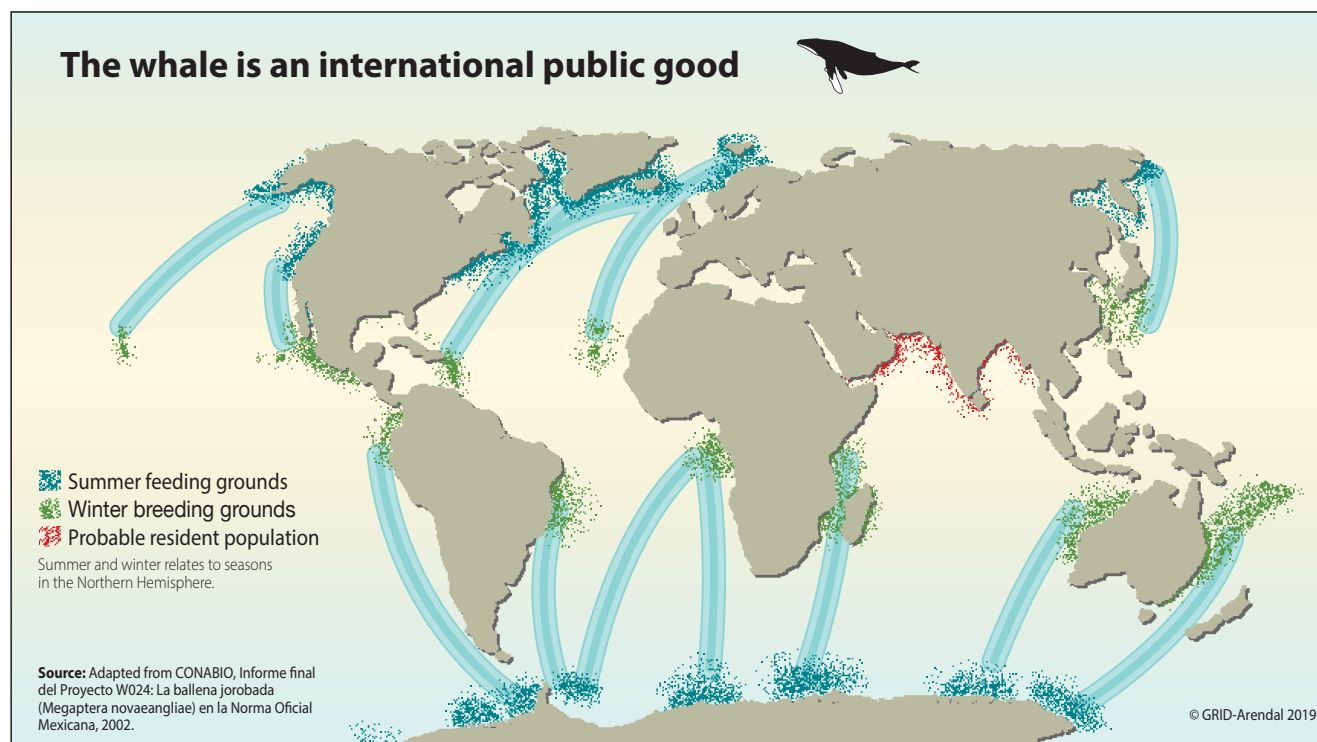 The whale is an international public good
Summer feeding grounds
Winter breeding grounds
Probable resident population
Summer and winter relates to seasons
in the Northern Hemisphere.
Source: Adapted from CONABIO, Informe final
del Proyecto W024: La ballena jorobada
(Megaptera novaeangliae) en la Norma Oficial
Mexicana, 2002.
© GRID-Arendal 2019